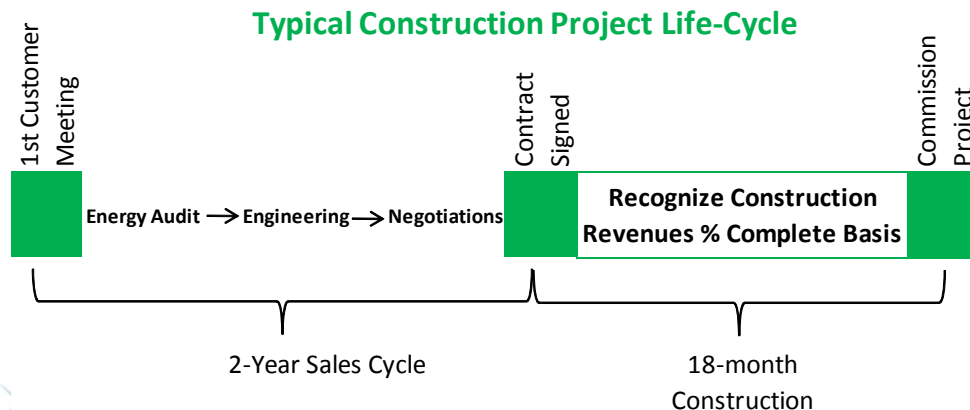 Typical Construction Project Life-Cycle
1st Customer
Meeting
Contract
Signed
Commission
Project
Energy Audit → Engineering → Negotiations
Recognize Construction
Revenues % Complete Basis
2-Year Sales Cycle
18-month
Construction